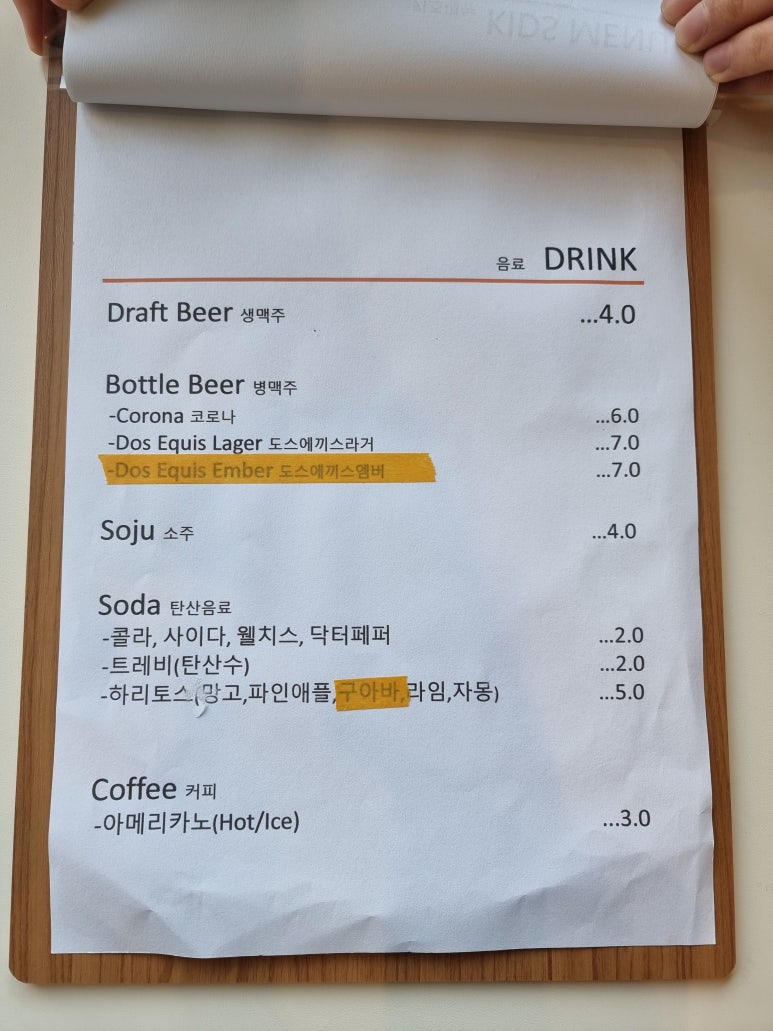 KIDS MENU
음료 DRINK
Draft Beer 생맥주 ...4.0
Bottle Beer 병맥주
-Corona 코로나 ...6.0
-Dos Equis Lager 도스에끼스라거 ...7.0
-Dos Equis Ember 도스에끼스앰버 ...7.0
Soju 소주 ...4.0
Soda 탄산음료
-콜라, 사이다, 웰치스, 닥터페퍼 ...2.0
-트레비(탄산수) ...2.0
-하리토스(망고,파인애플,구아바,라임,자몽) ...5.0
Coffee 커피
-아메리카노(Hot/Ice) ...3.0